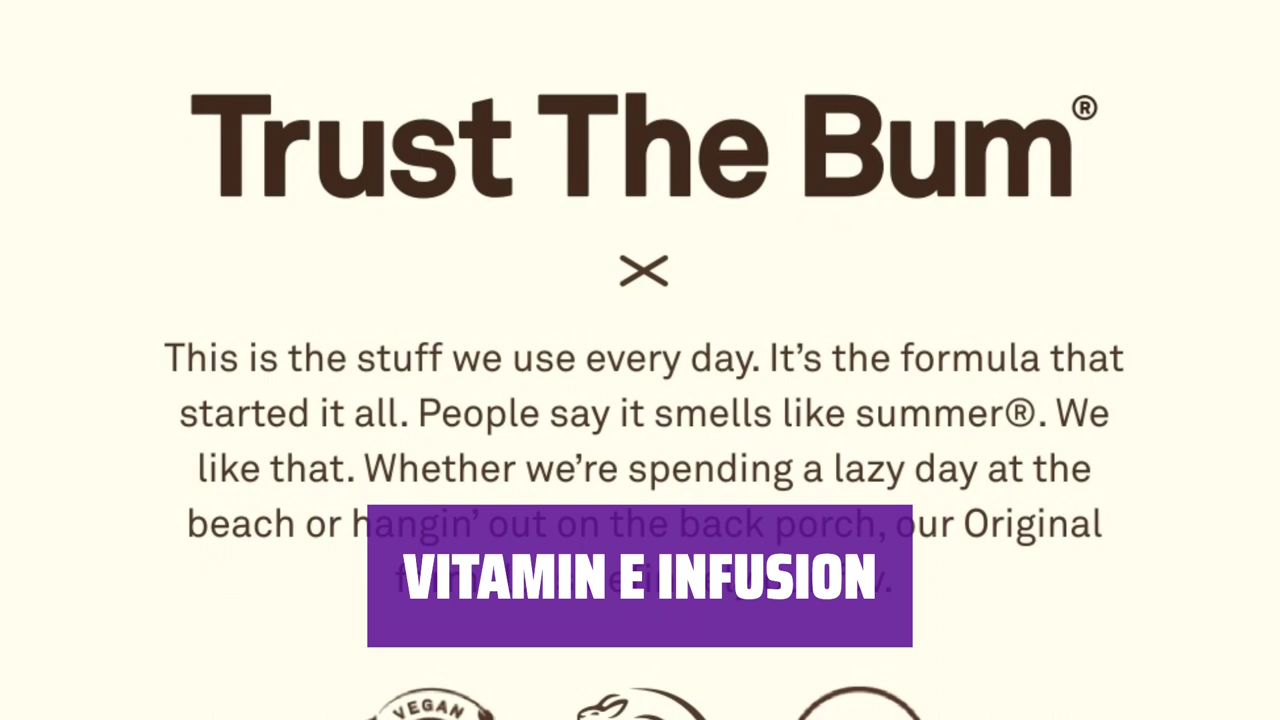 Trust The Bum®
This is the stuff we use every day. It's the formula that
started it all. People say it smells like summer®. We
like that. Whether we're spending a lazy day at the
beach or hangin' out on the back porch, our Original
VITAMIN E INFUSION
VEGAN